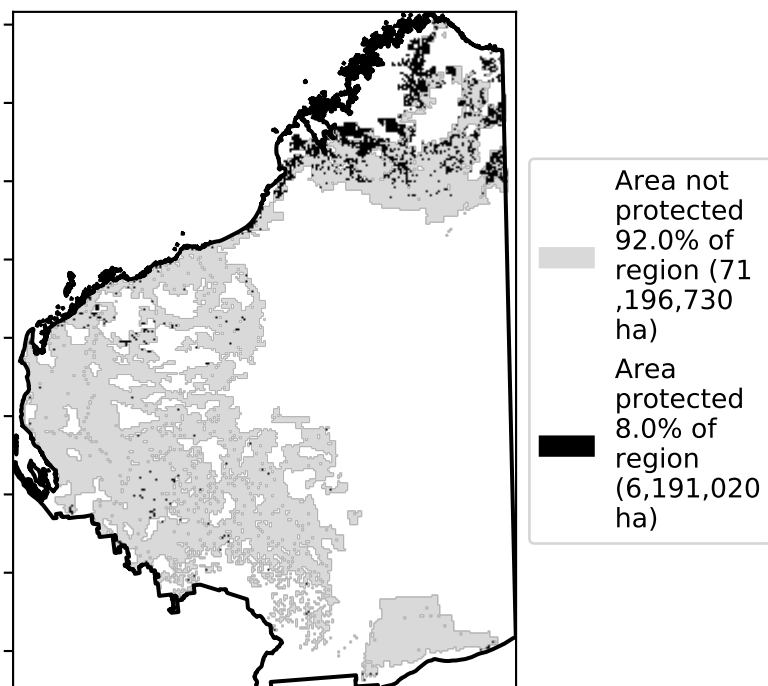 Area not
protected
92.0% of
region (71
,196,730
ha)
Area
protected
8.0% of
region
(6,191,020
ha)